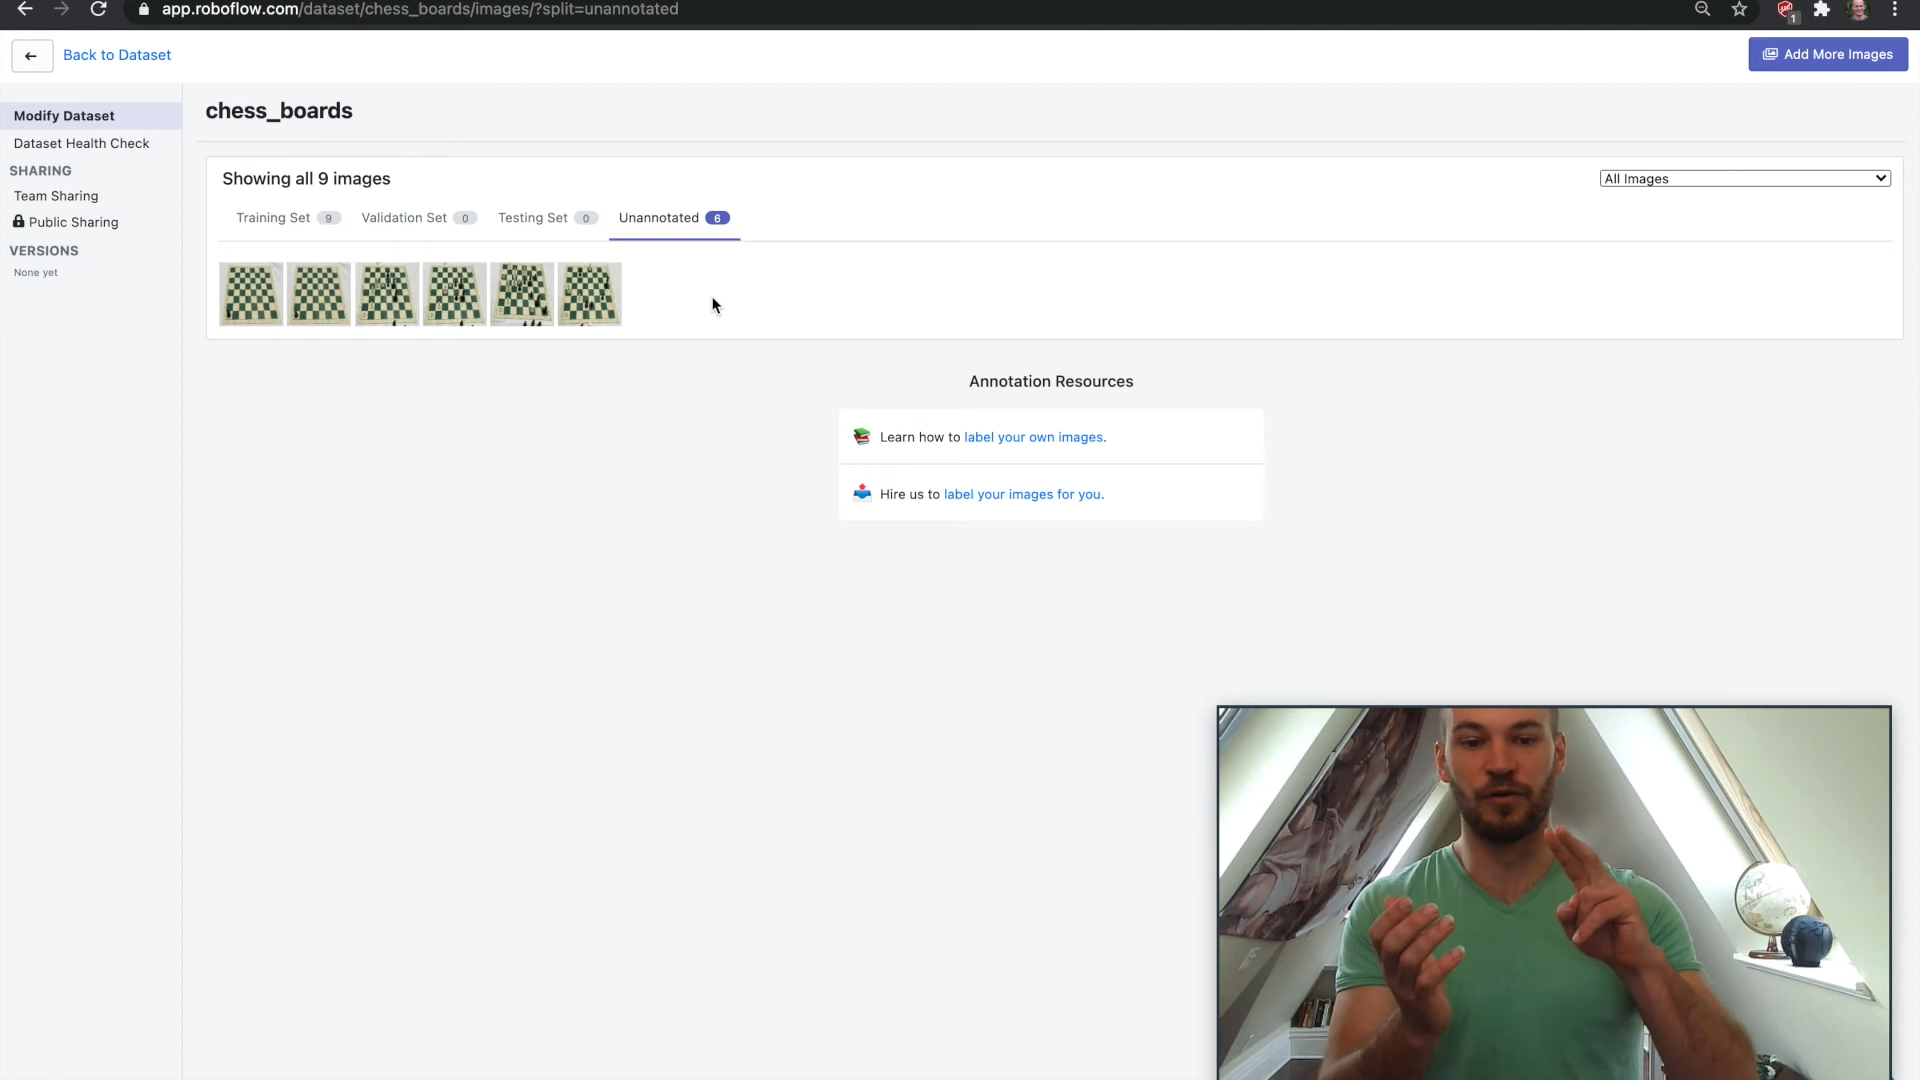 app.roboflow.com/dataset/chess_boards/images/?split=unannotated
1
Back to Dataset
Add More Images
Modify Dataset
Dataset Health Check
SHARING
Team Sharing
Public Sharing
VERSIONS
None yet
chess_boards
Showing all 9 images
All Images
Training Set 9 Validation Set 0 Testing Set 0 Unannotated 6
Annotation Resources
Learn how to label your own images.
Hire us to label your images for you.